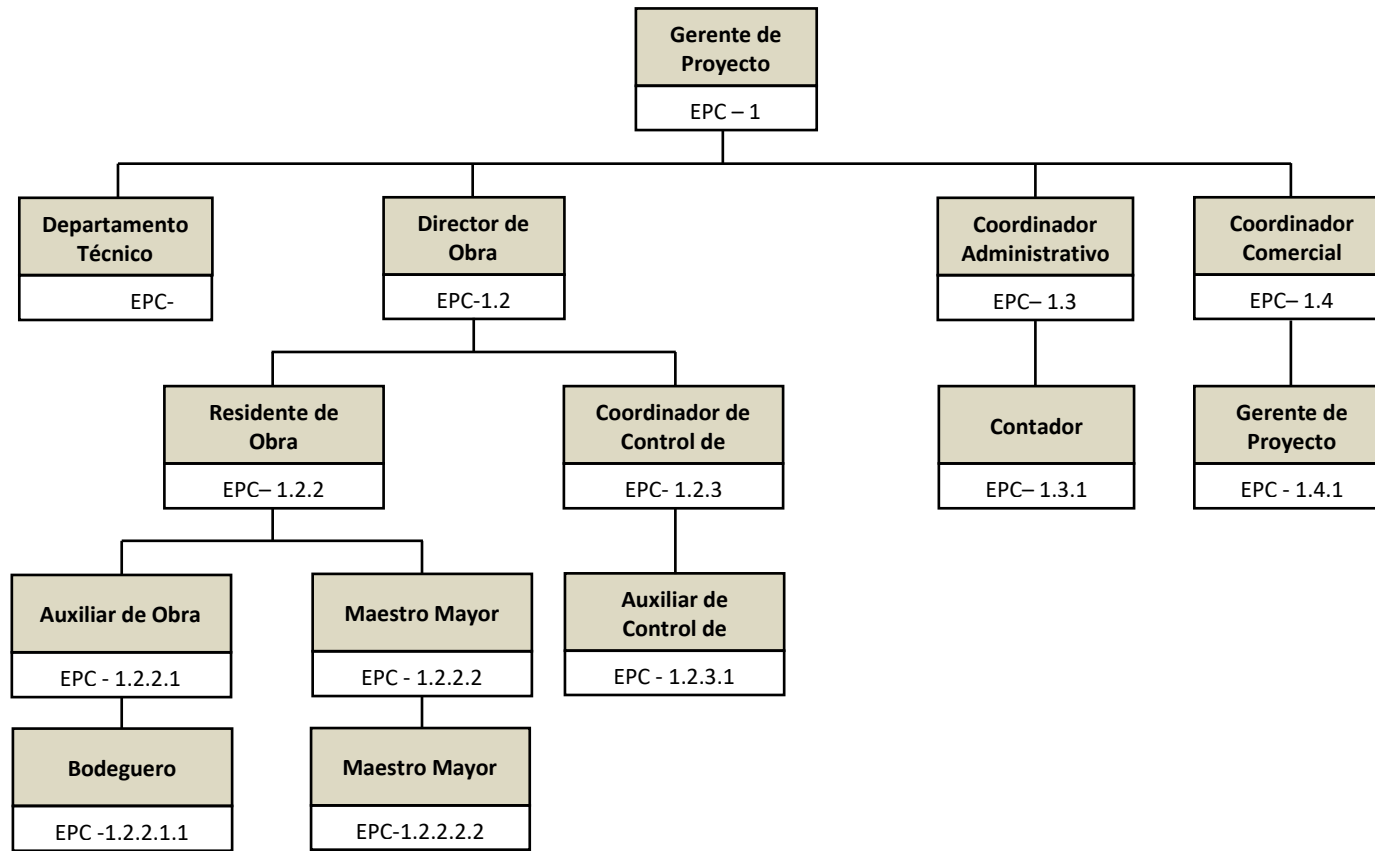 Gerente de
Proyecto
EPC – 1
Departamento
Técnico
EPC-
Director de
Obra
EPC-1.2
Coordinador
Administrativo
EPC– 1.3
Coordinador
Comercial
EPC– 1.4
Residente de
Obra
EPC– 1.2.2
Coordinador de
Control de
EPC- 1.2.3
Contador
EPC– 1.3.1
Gerente de
Proyecto
EPC - 1.4.1
Auxiliar de Obra
EPC - 1.2.2.1
Maestro Mayor
EPC - 1.2.2.2
Auxiliar de
Control de
EPC - 1.2.3.1
Bodeguero
EPC -1.2.2.1.1
Maestro Mayor
EPC-1.2.2.2.2